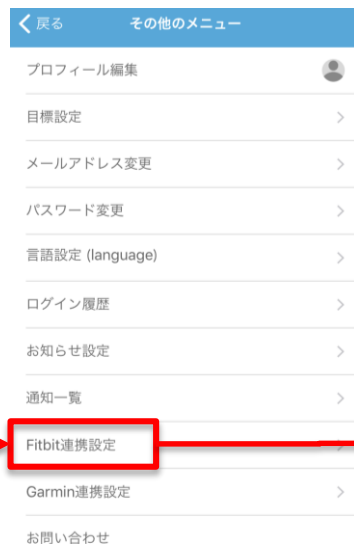 戻る
その他のメニュー
プロフィール編集
目標設定
メールアドレス変更
パスワード変更
言語設定 (language)
ログイン履歴
お知らせ設定
通知一覧
Fitbit連携設定
Garmin連携設定
お問い合わせ